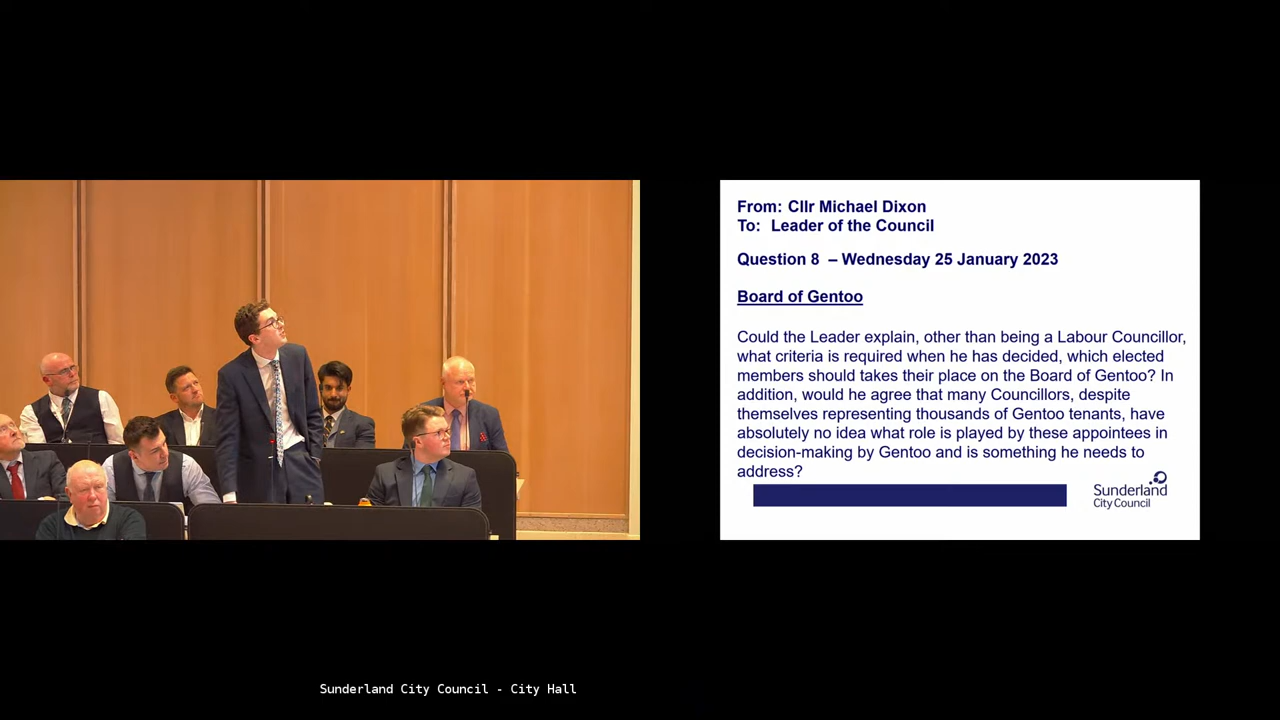 From: Cllr Michael Dixon
To: Leader of the Council
Question 8 – Wednesday 25 January 2023
Board of Gentoo
Could the Leader explain, other than being a Labour Councillor,
what criteria is required when he has decided, which elected
members should takes their place on the Board of Gentoo? In
addition, would he agree that many Councillors, despite
themselves representing thousands of Gentoo tenants, have
absolutely no idea what role is played by these appointees in
decision-making by Gentoo and is something he needs to
address?
Sunderland
City Council
Sunderland City Council - City Hall